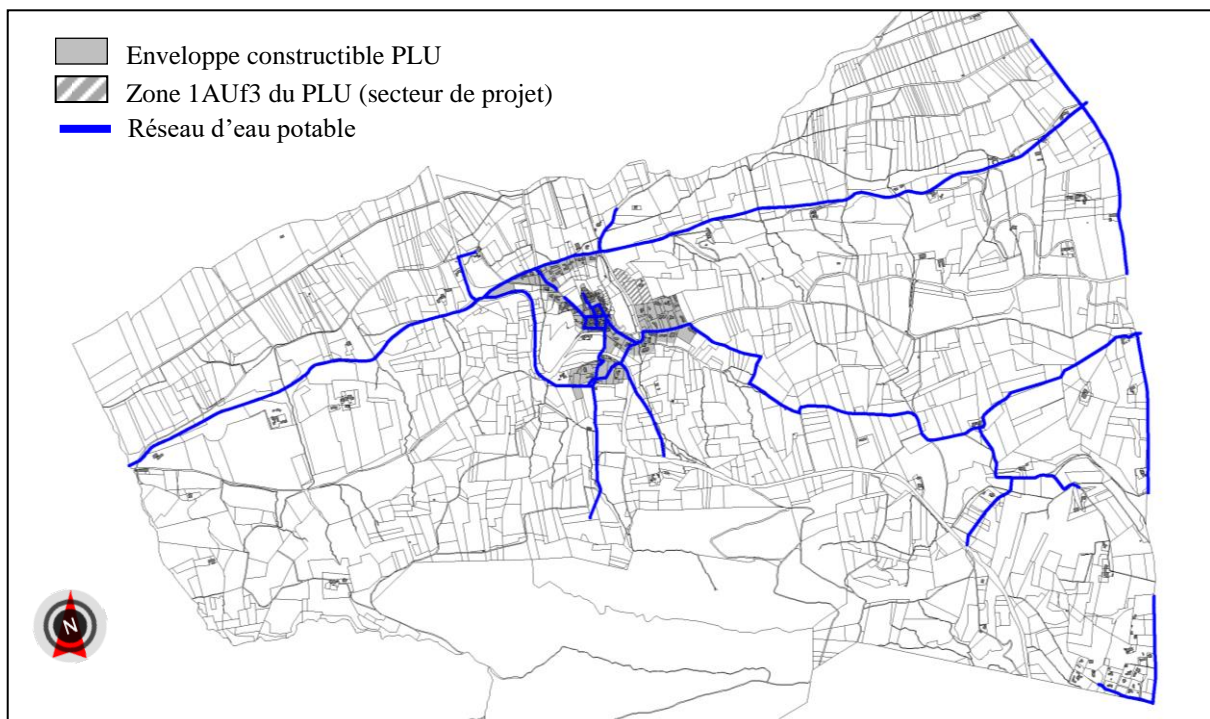 Enveloppe constructible PLU
Zone 1AUf3 du PLU (secteur de projet)
Réseau d'eau potable
N